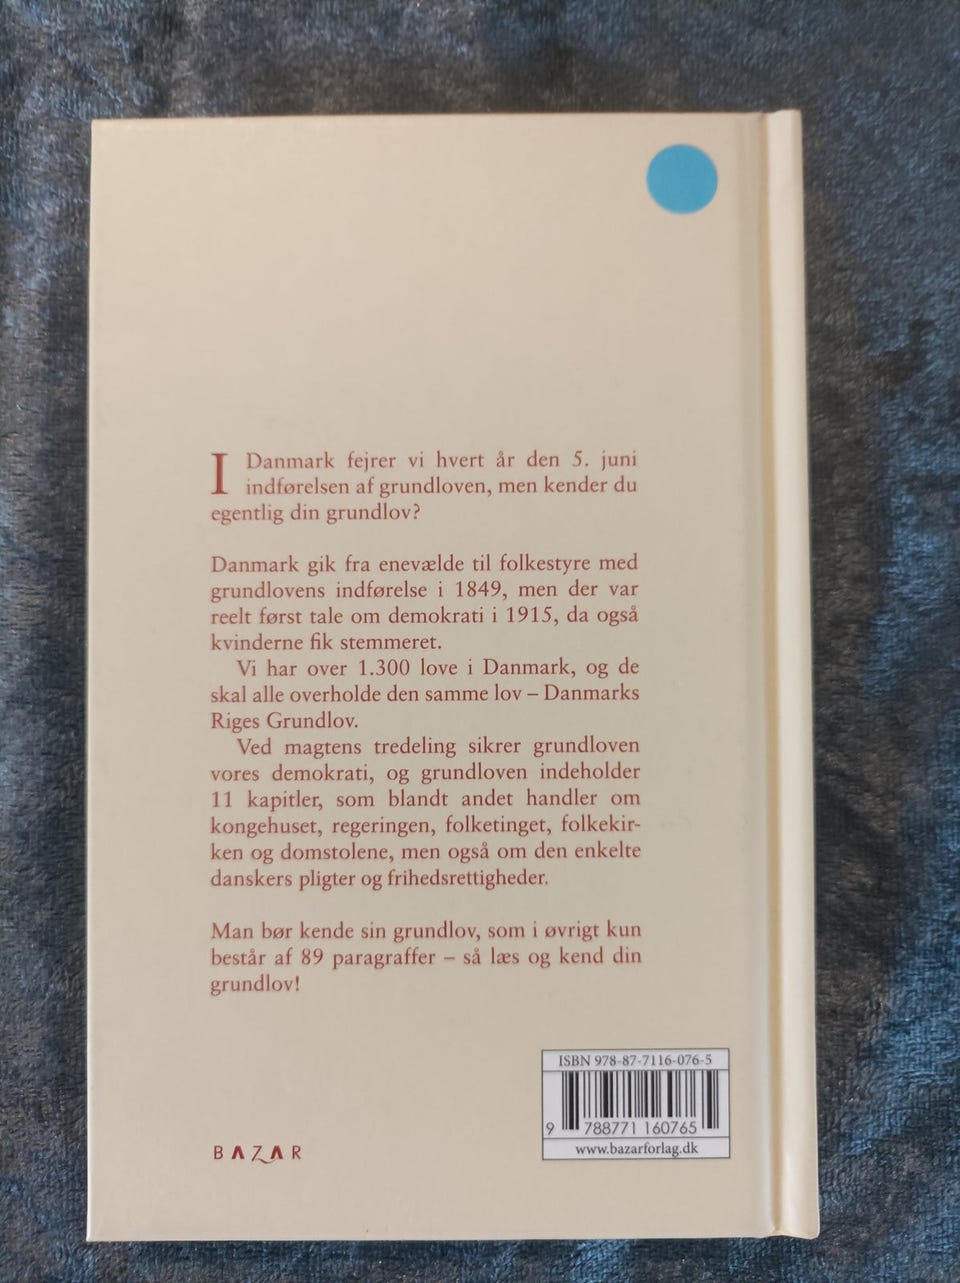 I Danmark fejrer vi hvert år den 5. juni
indførelsen af grundloven, men kender du
egentlig din grundlov?
Danmark gik fra enevælde til folkestyre med
grundlovens indførelse i 1849, men der var
reelt først tale om demokrati i 1915, da også
kvinderne fik stemmeret.
Vi har over 1.300 love i Danmark, og de
skal alle overholde den samme lov – Danmarks
Riges Grundlov.
Ved magtens tredeling sikrer grundloven
vores demokrati, og grundloven indeholder
11 kapitler, som blandt andet handler om
kongehuset, regeringen, folketinget, folkekir-
ken og domstolene, men også om den enkelte
danskers pligter og frihedsrettigheder.
Man bør kende sin grundlov, som i øvrigt kun
består af 89 paragraffer – så læs og kend din
grundlov!
ISBN 978-87-7116-076-5
9 788771 160765
www.bazarforlag.dk
BAZAR